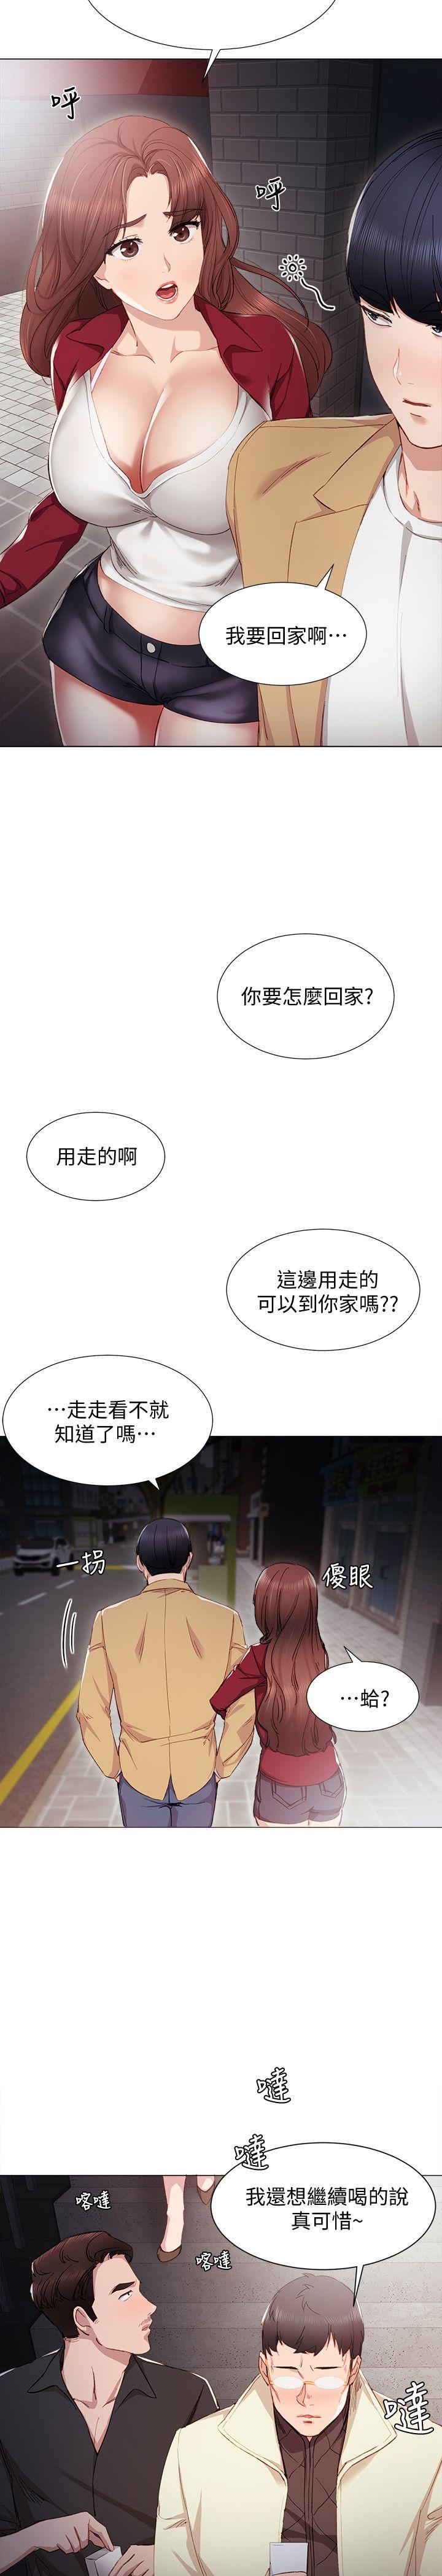 呼
呼
我要回家啊…
你要怎麼回家?
用走的啊
這邊用走的
可以到你家嗎??
…走走看不就
知道了嗎…
一拐
傻眼
…蛤?
噠
噠
喀噠
我還想繼續喝的說
真可惜~
喀噠
噠